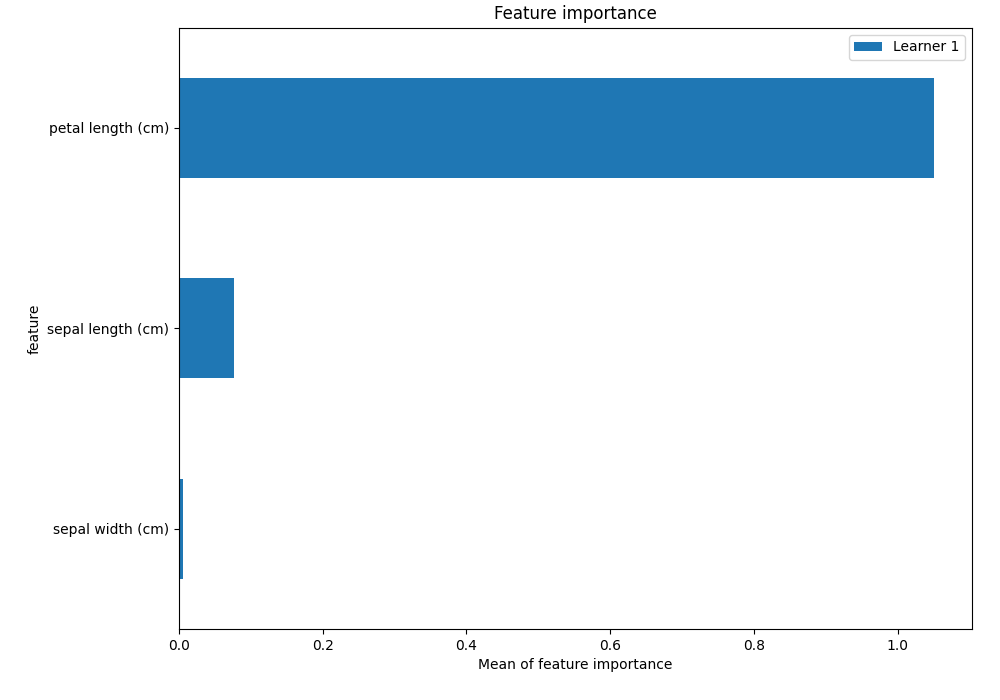 Feature importance
Learner 1
petal length (cm)
sepal length (cm)
sepal width (cm)
feature
0.0 0.2 0.4 0.6 0.8 1.0
Mean of feature importance